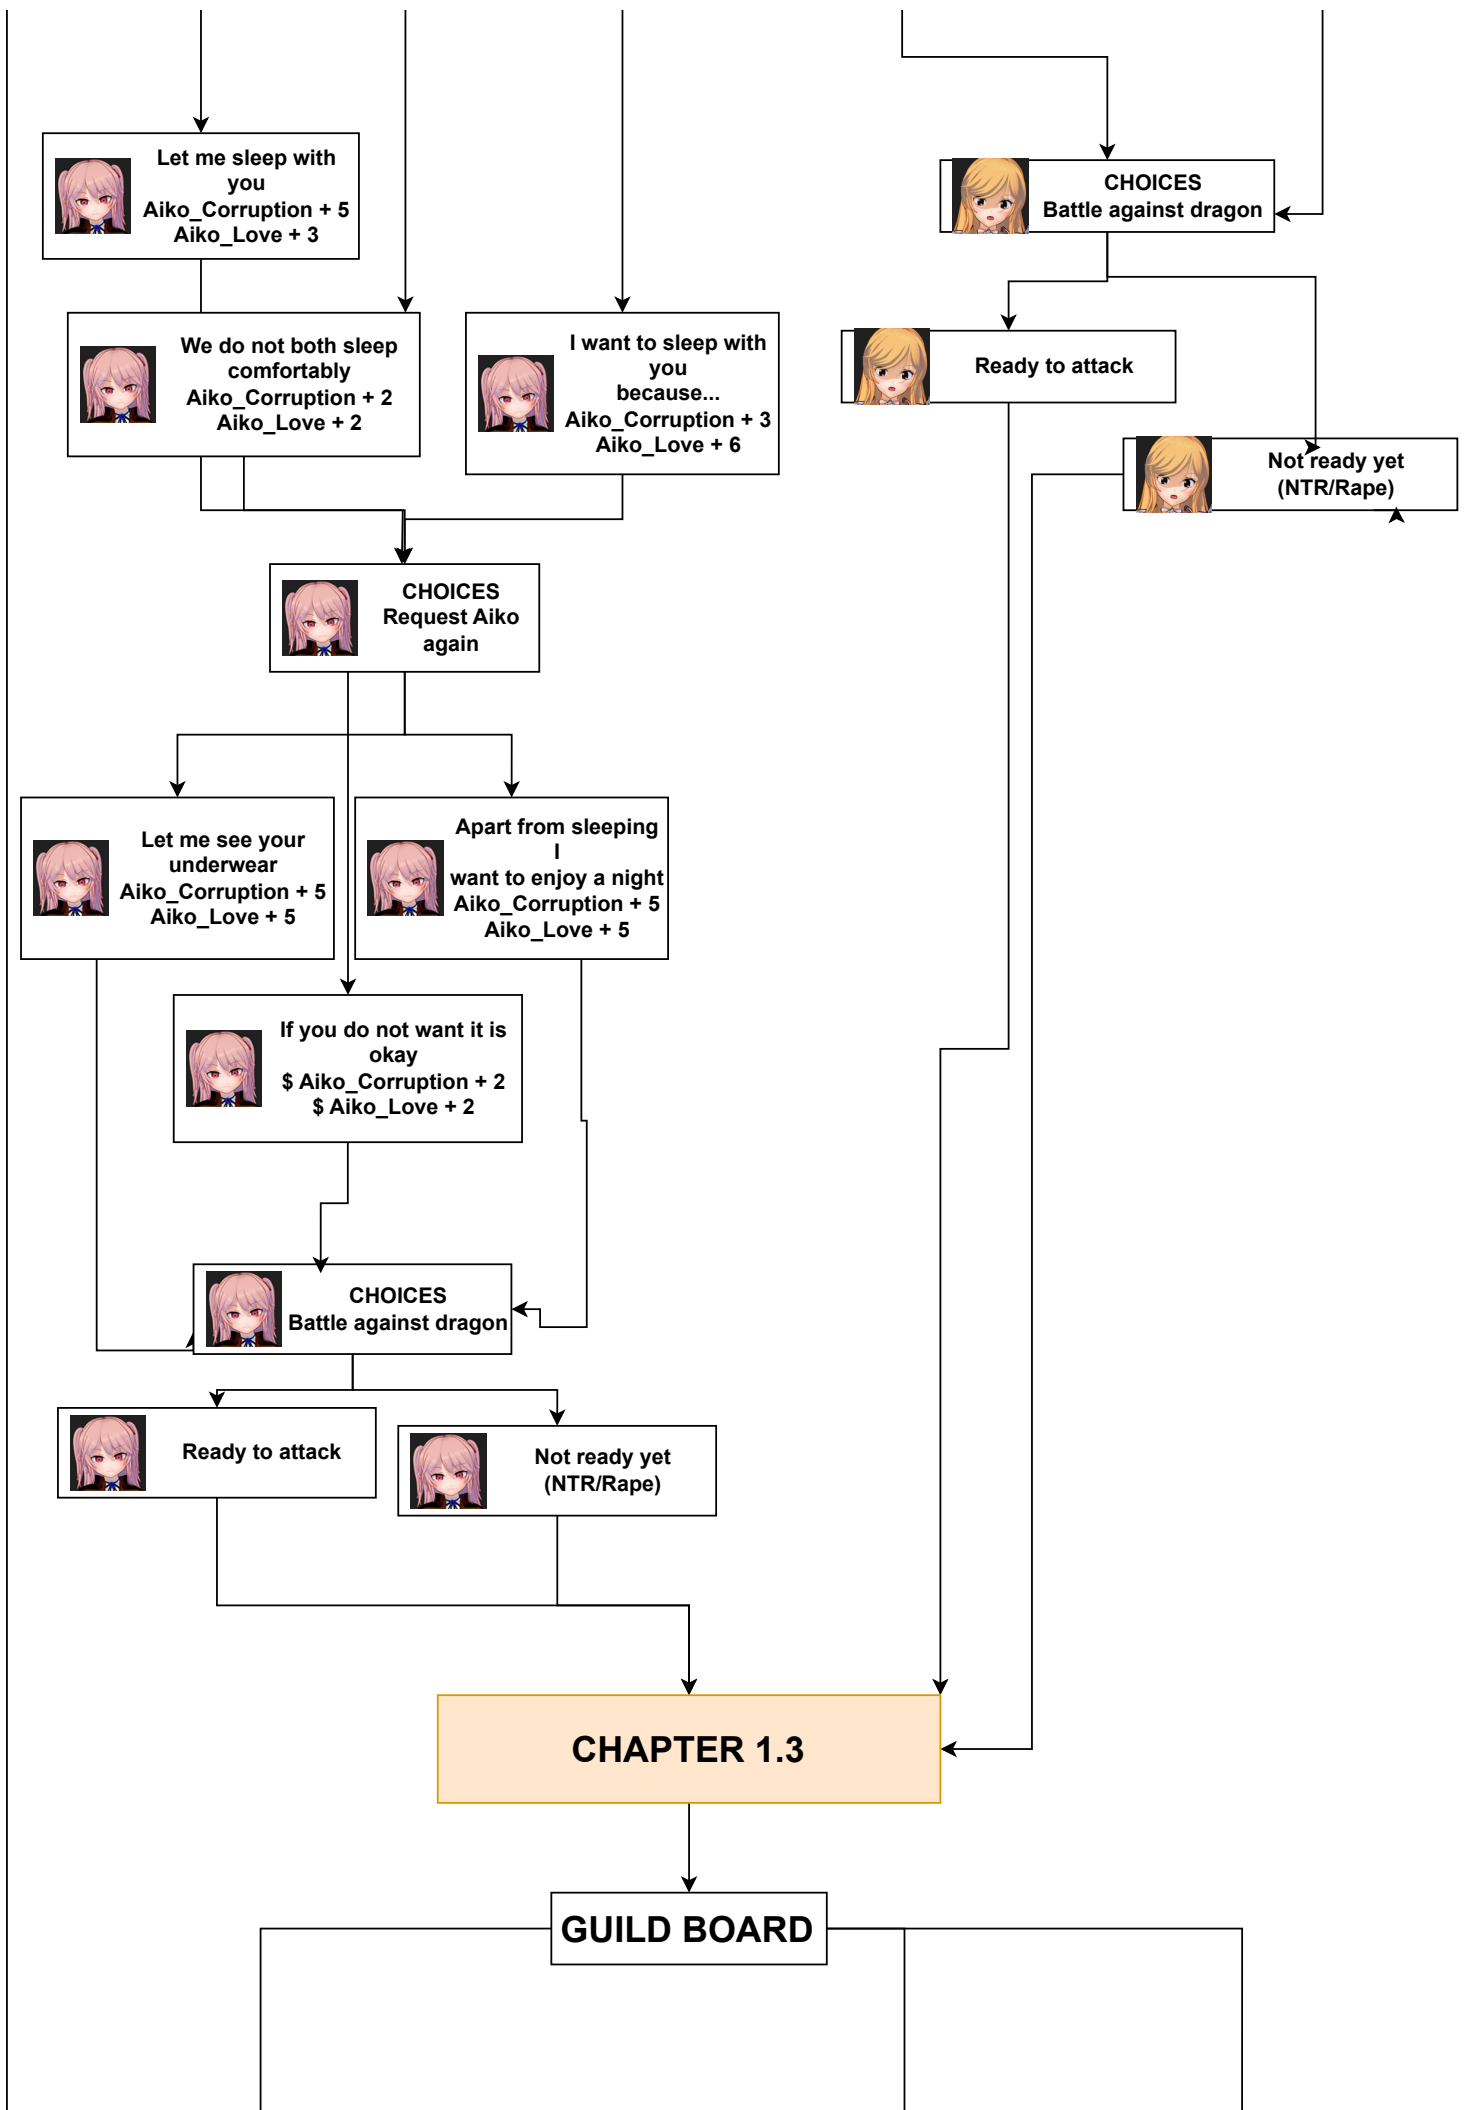 Let me sleep with
you
Aiko_Corruption + 5
Aiko_Love + 3
CHOICES
Battle against dragon
We do not both sleep
comfortably
Aiko_Corruption + 2
Aiko_Love + 2
I want to sleep with
you
because...
Aiko_Corruption + 3
Aiko_Love + 6
Ready to attack
Not ready yet
(NTR/Rape)
CHOICES
Request Aiko
again
Let me see your
underwear
Aiko_Corruption + 5
Aiko_Love + 5
Apart from sleeping
I
want to enjoy a night
Aiko_Corruption + 5
Aiko_Love + 5
If you do not want it is
okay
$ Aiko_Corruption + 2
$ Aiko_Love + 2
CHOICES
Battle against dragon
Ready to attack
Not ready yet
(NTR/Rape)
CHAPTER 1.3
GUILD BOARD